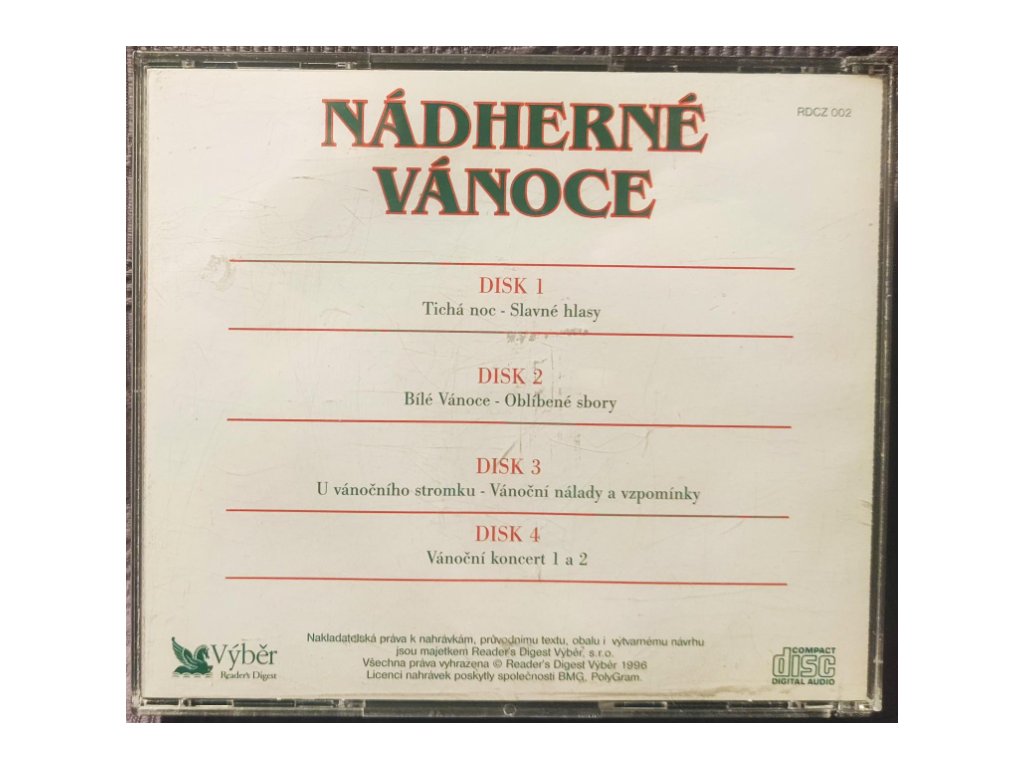 NÁDHERNÉ
VÁNOCE
RDCZ 002
DISK 1
Tichá noc - Slavné hlasy
DISK 2
Bílé Vánoce - Oblíbené sbory
DISK 3
U vánočního stromku - Vánoční nálady a vzpomínky
DISK 4
Vánoční koncert 1 a 2
Výběr
Reader's Digest
Nakladatelská práva k nahrávkám, průvodnímu textu, obalu i výtvarnému návrhu
jsou majetkem Reader's Digest Výběr, s.r.o.
Všechna práva vyhrazena © Reader's Digest Výběr 1996
Licenci nahrávek poskytly společnosti BMG, PolyGram.
COMPACT
disc
DIGITAL AUDIO